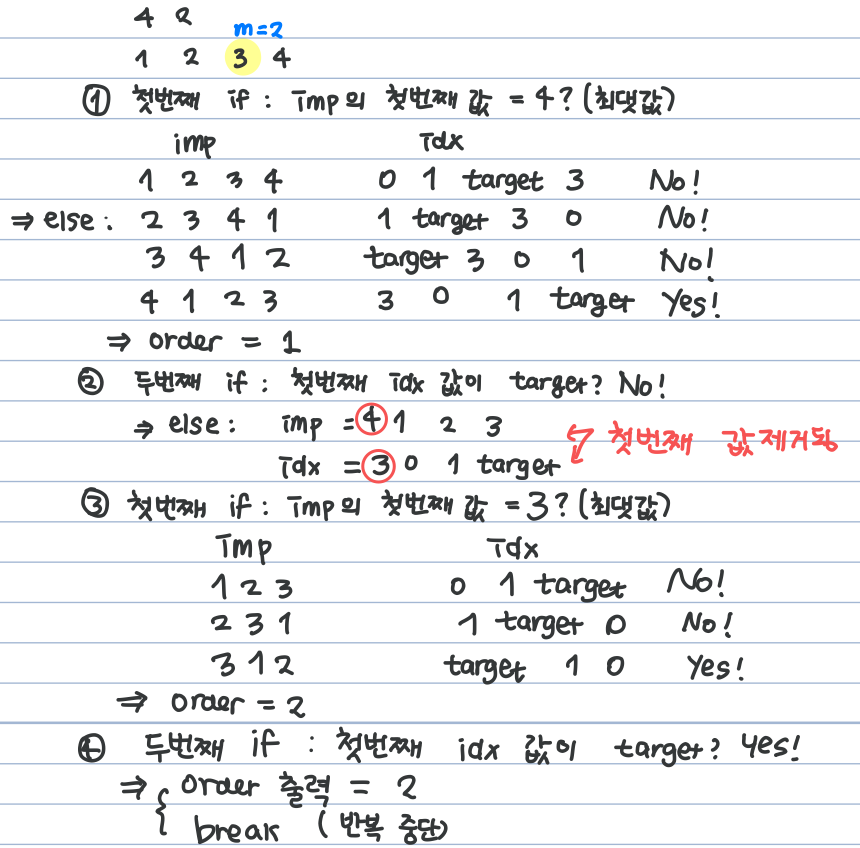 4 2
m=2
1 2 3 4
① 첫번째 if : imp의 첫번째 값 = 4? (최댓값)
imp idx
1 2 3 4 0 1 target 3 No!
⇒ else : 2 3 4 1 1 target 3 0 No!
3 4 1 2 target 3 0 1 No!
4 1 2 3 3 0 1 target Yes!
⇒ order = 1
② 두번째 if : 첫번째 idx 값이 target? No!
⇒ else : imp = 4 1 2 3
idx = 3 0 1 target 첫번째 값 제거됨
③ 첫번째 if : imp의 첫번째 값 = 3? (최댓값)
imp idx
1 2 3 0 1 target No!
2 3 1 1 target 0 No!
3 1 2 target 1 0 Yes!
⇒ order = 2
④ 두번째 if : 첫번째 idx 값이 target? Yes!
⇒ { order 출력 = 2
break (반복 중단)